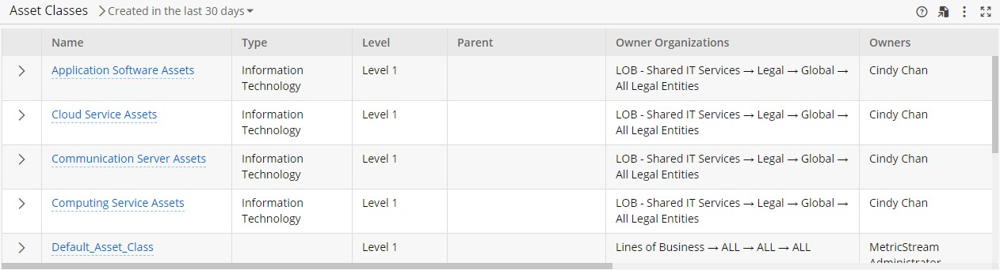 Asset Classes Created in the last 30 days
Name Type Level Parent Owner Organizations Owners
Application Software Assets Information Level 1 LOB - Shared IT Services → Legal → Global → Cindy Chan
Technology All Legal Entities
Cloud Service Assets Information Level 1 LOB - Shared IT Services → Legal → Global → Cindy Chan
Technology All Legal Entities
Communication Server Assets Information Level 1 LOB - Shared IT Services → Legal → Global → Cindy Chan
Technology All Legal Entities
Computing Service Assets Information Level 1 LOB - Shared IT Services → Legal → Global → Cindy Chan
Technology All Legal Entities
Default_Asset_Class Level 1 Lines of Business → ALL → ALL → ALL MetricStream
Administrator